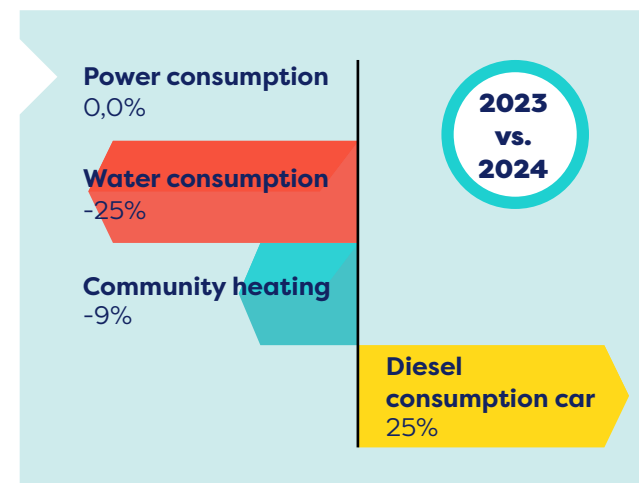 Power consumption
0,0%
2023
vs.
2024
Water consumption
-25%
Community heating
-9%
Diesel
consumption car
25%